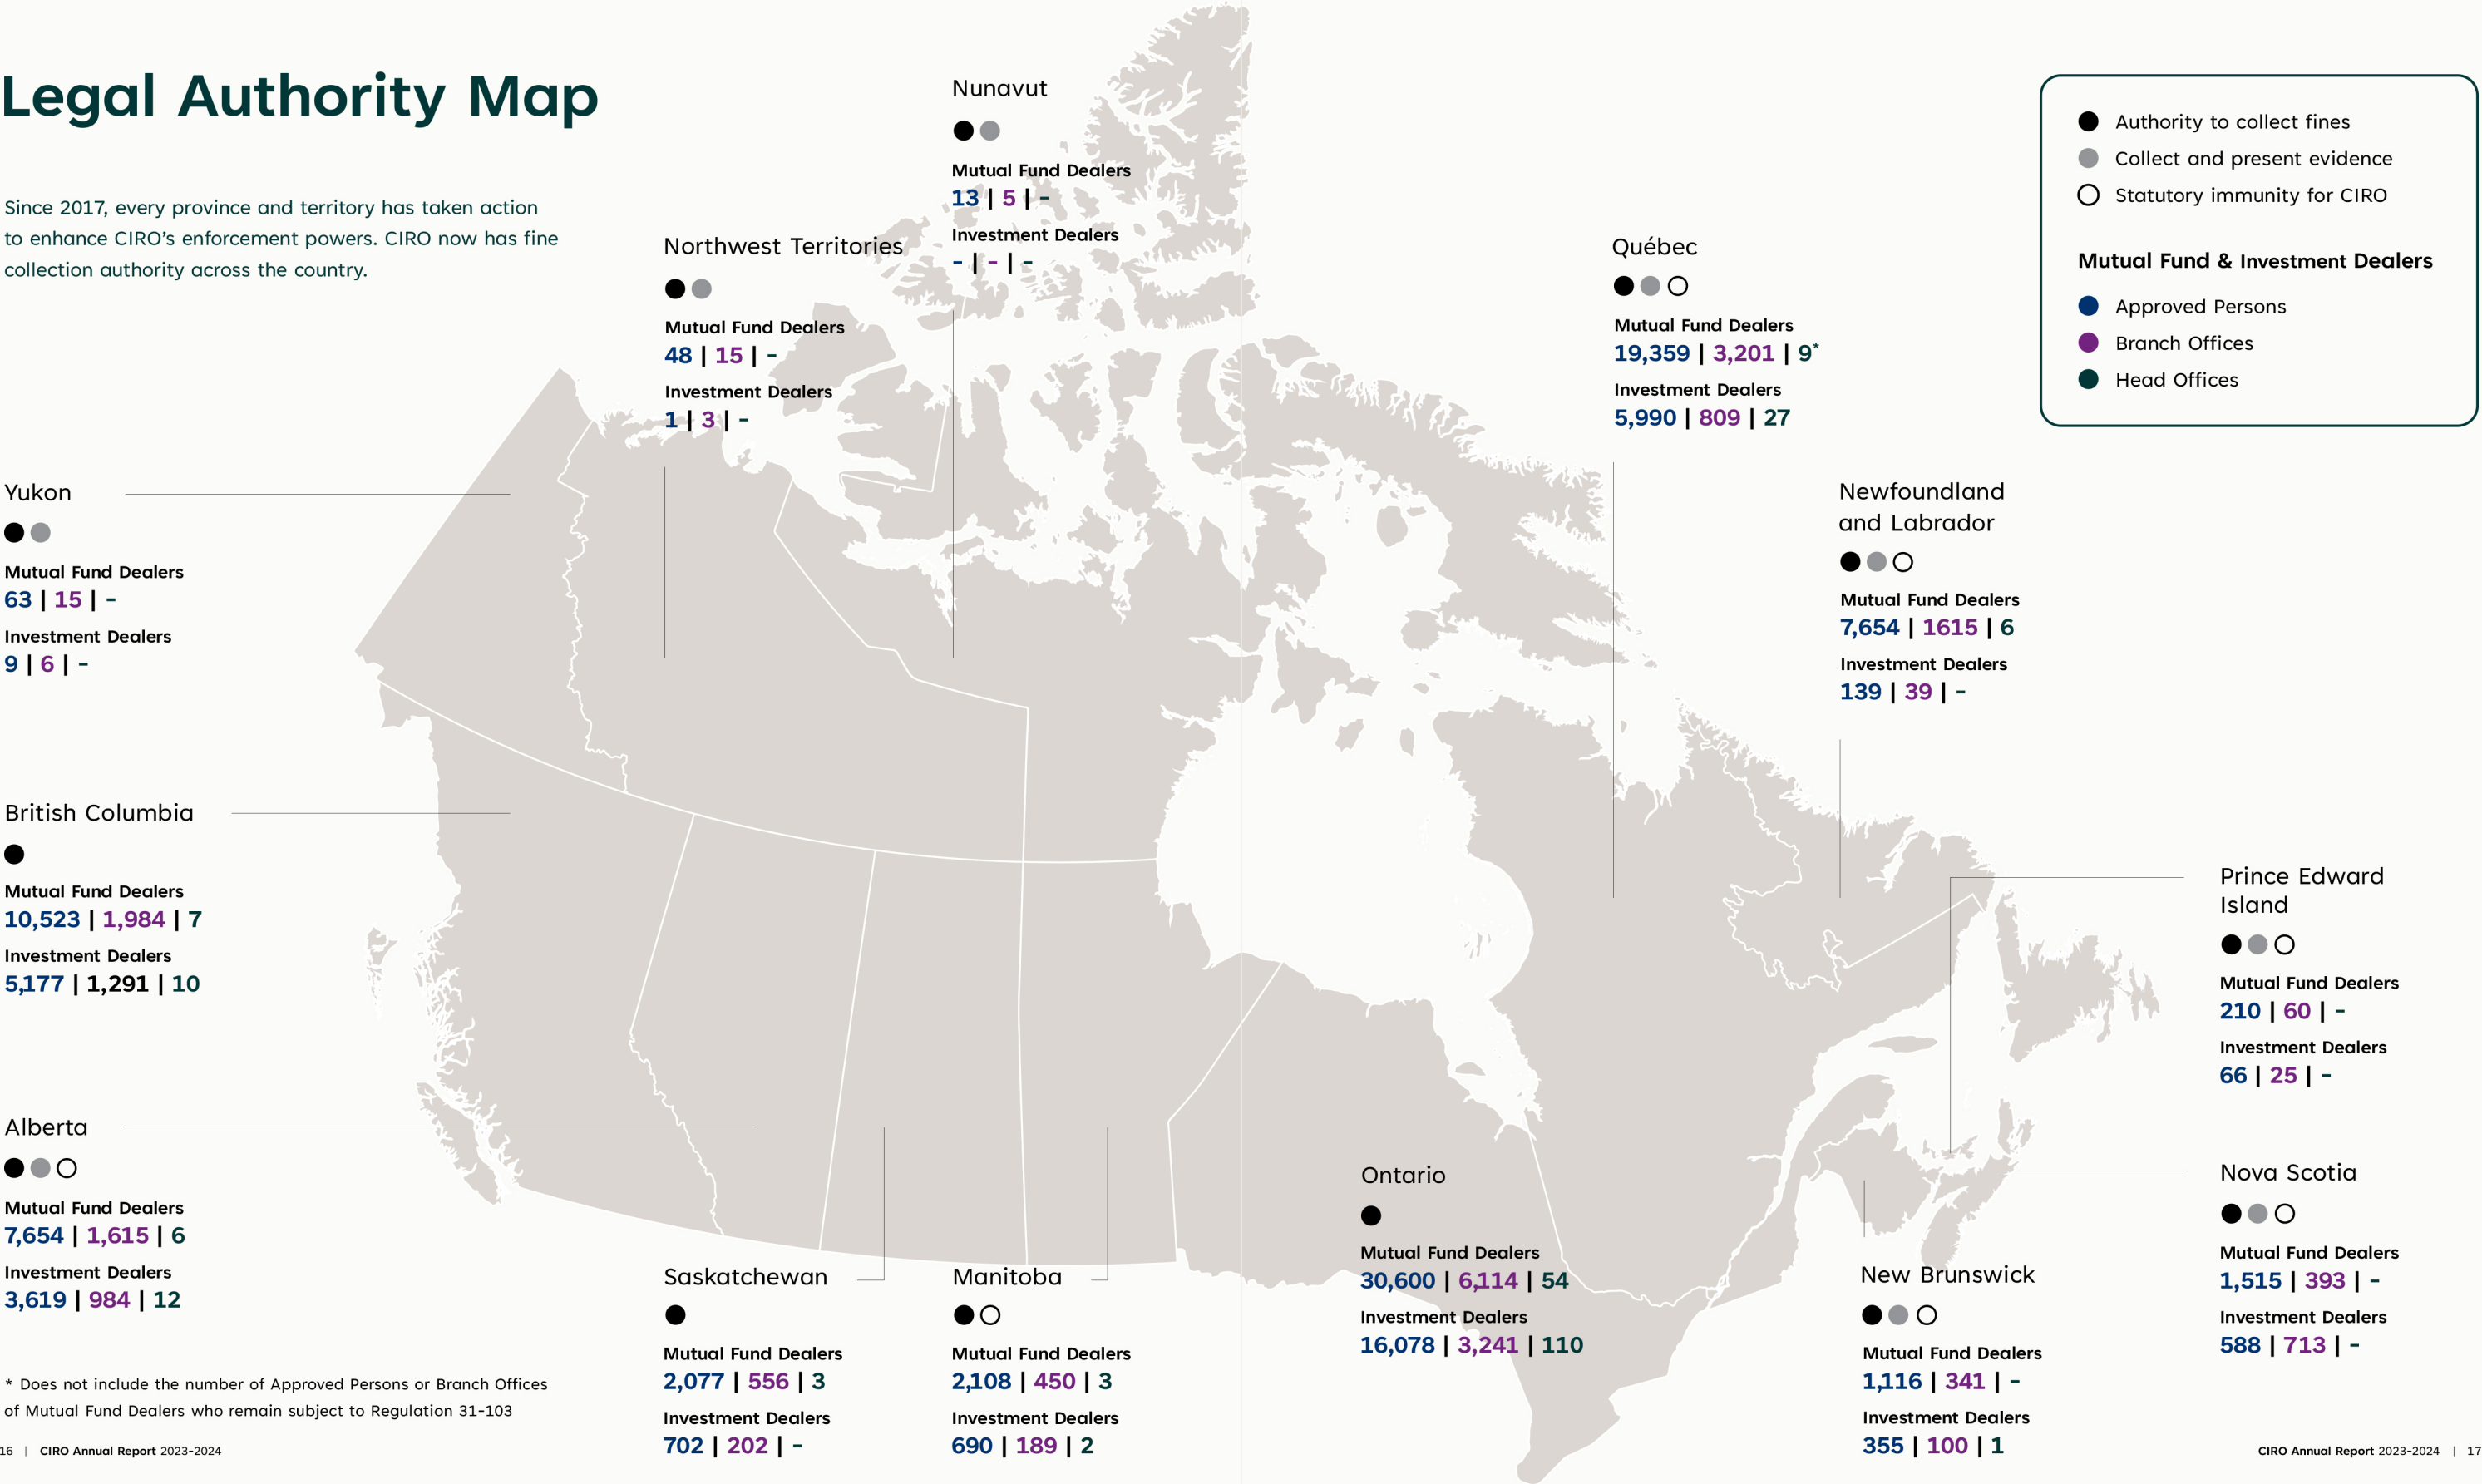 Legal Authority Map
Since 2017, every province and territory has taken action
to enhance CIRO's enforcement powers. CIRO now has fine
collection authority across the country.
Nunavut
Mutual Fund Dealers
13 | 5 | -
Investment Dealers
- | - | -
Northwest Territories
Mutual Fund Dealers
48 | 15 | -
Investment Dealers
1 | 3 | -
Québec
Mutual Fund Dealers
19,359 | 3,201 | 9*
Investment Dealers
5,990 | 809 | 27
Authority to collect fines
Collect and present evidence
Statutory immunity for CIRO
Mutual Fund & Investment Dealers
Approved Persons
Branch Offices
Head Offices
Yukon
Mutual Fund Dealers
63 | 15 | -
Investment Dealers
9 | 6 | -
Newfoundland
and Labrador
Mutual Fund Dealers
7,654 | 1615 | 6
Investment Dealers
139 | 39 | -
British Columbia
Mutual Fund Dealers
10,523 | 1,984 | 7
Investment Dealers
5,177 | 1,291 | 10
Prince Edward
Island
Mutual Fund Dealers
210 | 60 | -
Investment Dealers
66 | 25 | -
Alberta
Mutual Fund Dealers
7,654 | 1,615 | 6
Investment Dealers
3,619 | 984 | 12
Saskatchewan
Mutual Fund Dealers
2,077 | 556 | 3
Investment Dealers
702 | 202 | -
Manitoba
Mutual Fund Dealers
2,108 | 450 | 3
Investment Dealers
690 | 189 | 2
Ontario
Mutual Fund Dealers
30,600 | 6,114 | 54
Investment Dealers
16,078 | 3,241 | 110
New Brunswick
Mutual Fund Dealers
1,116 | 341 | -
Investment Dealers
355 | 100 | 1
Nova Scotia
Mutual Fund Dealers
1,515 | 393 | -
Investment Dealers
588 | 713 | -
* Does not include the number of Approved Persons or Branch Offices
of Mutual Fund Dealers who remain subject to Regulation 31-103
16 | CIRO Annual Report 2023-2024
CIRO Annual Report 2023-2024 | 17